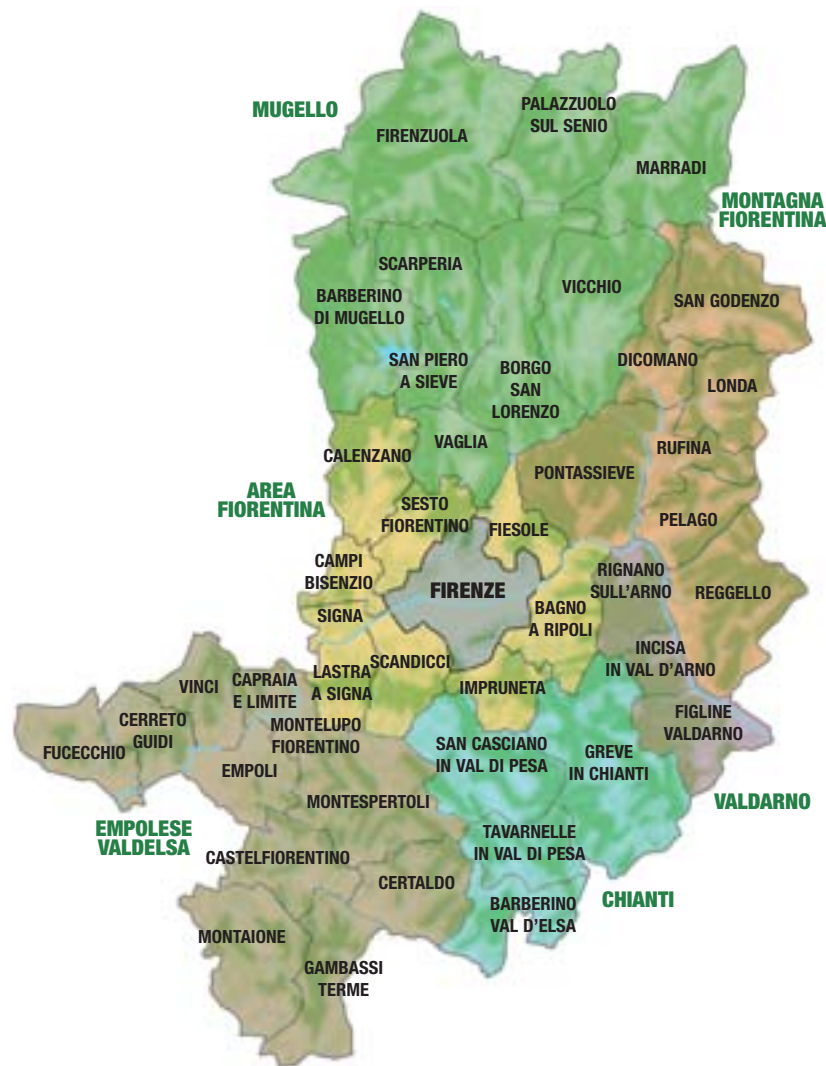 MUGELLO
PALAZZUOLO
SUL SENIO
FIRENZUOLA
MARRADI
MONTAGNA
FIORENTINA
SCARPERIA
BARBERINO
DI MUGELLO
VICCHIO
SAN GODENZO
SAN PIERO
A SIEVE
BORGO
SAN
LORENZO
DICOMANO
LONDA
VAGLIA
CALENZANO
RUFINA
PONTASSIEVE
AREA
FIORENTINA
SESTO
FIORENTINO
FIESOLE
PELAGO
CAMPI
BISENZIO
FIRENZE
RIGNANO
SULL'ARNO
REGGELLO
SIGNA
BAGNO
A RIPOLI
INCISA
IN VAL D'ARNO
LASTRA
A SIGNA
SCANDICCI
IMPRUNETA
VINCI
CAPRAIA
E LIMITE
CERRETO
GUIDI
FUCECCHIO
MONTELUPO
FIORENTINO
FIGLINE
VALDARNO
SAN CASCIANO
IN VAL DI PESA
GREVE
IN CHIANTI
EMPOLI
MONTESPERTOLI
VALDARNO
EMPOLESE
VALDELSA
TAVARNELLE
IN VAL DI PESA
CASTELFIORENTINO
CERTALDO
BARBERINO
VAL D'ELSA
CHIANTI
MONTAIONE
GAMBASSI
TERME